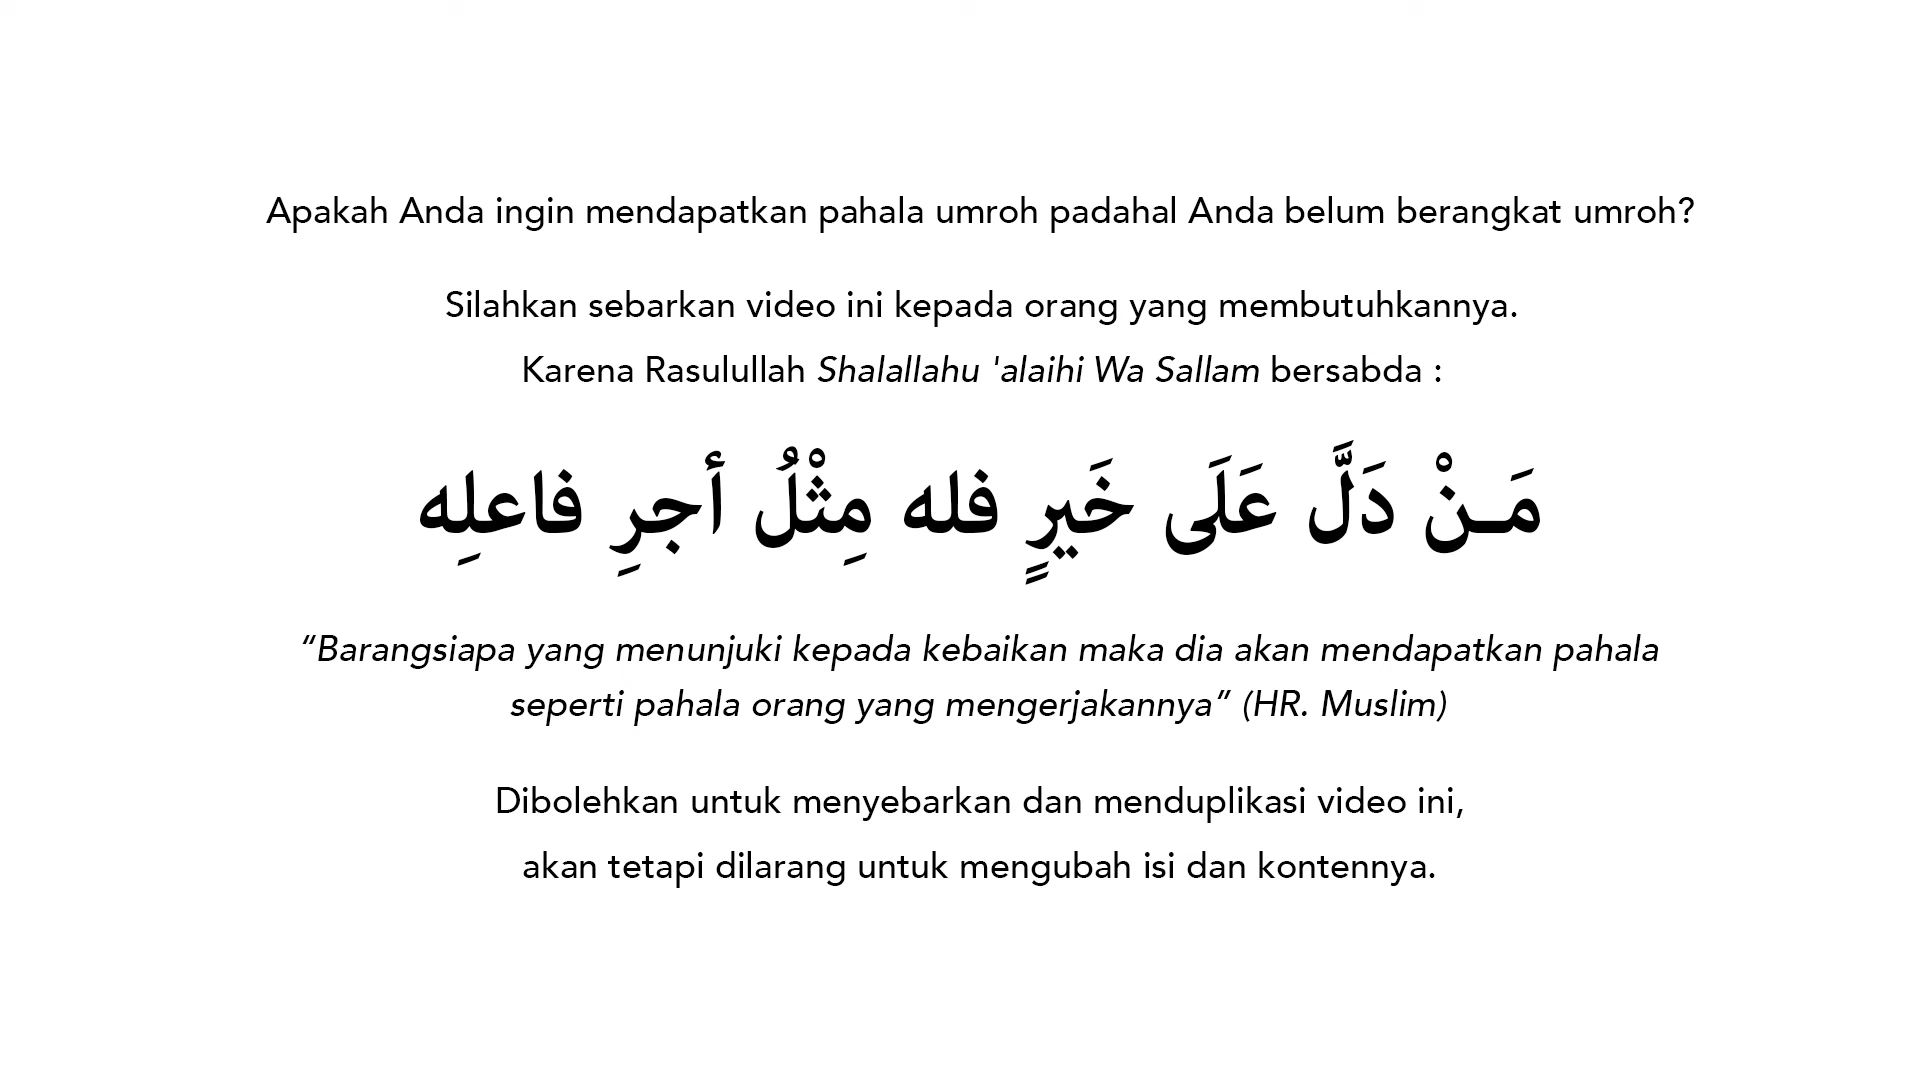 Apakah Anda ingin mendapatkan pahala umroh padahal Anda belum berangkat umroh?
Silahkan sebarkan video ini kepada orang yang membutuhkannya.
Karena Rasulullah Shalallahu 'alaihi Wa Sallam bersabda :
مَـنْ دَلَّ عَلَى خَيرٍ فله مِثْلُ أجرِ فاعلِه
“Barangsiapa yang menunjuki kepada kebaikan maka dia akan mendapatkan pahala
seperti pahala orang yang mengerjakannya” (HR. Muslim)
Dibolehkan untuk menyebarkan dan menduplikasi video ini,
akan tetapi dilarang untuk mengubah isi dan kontennya.